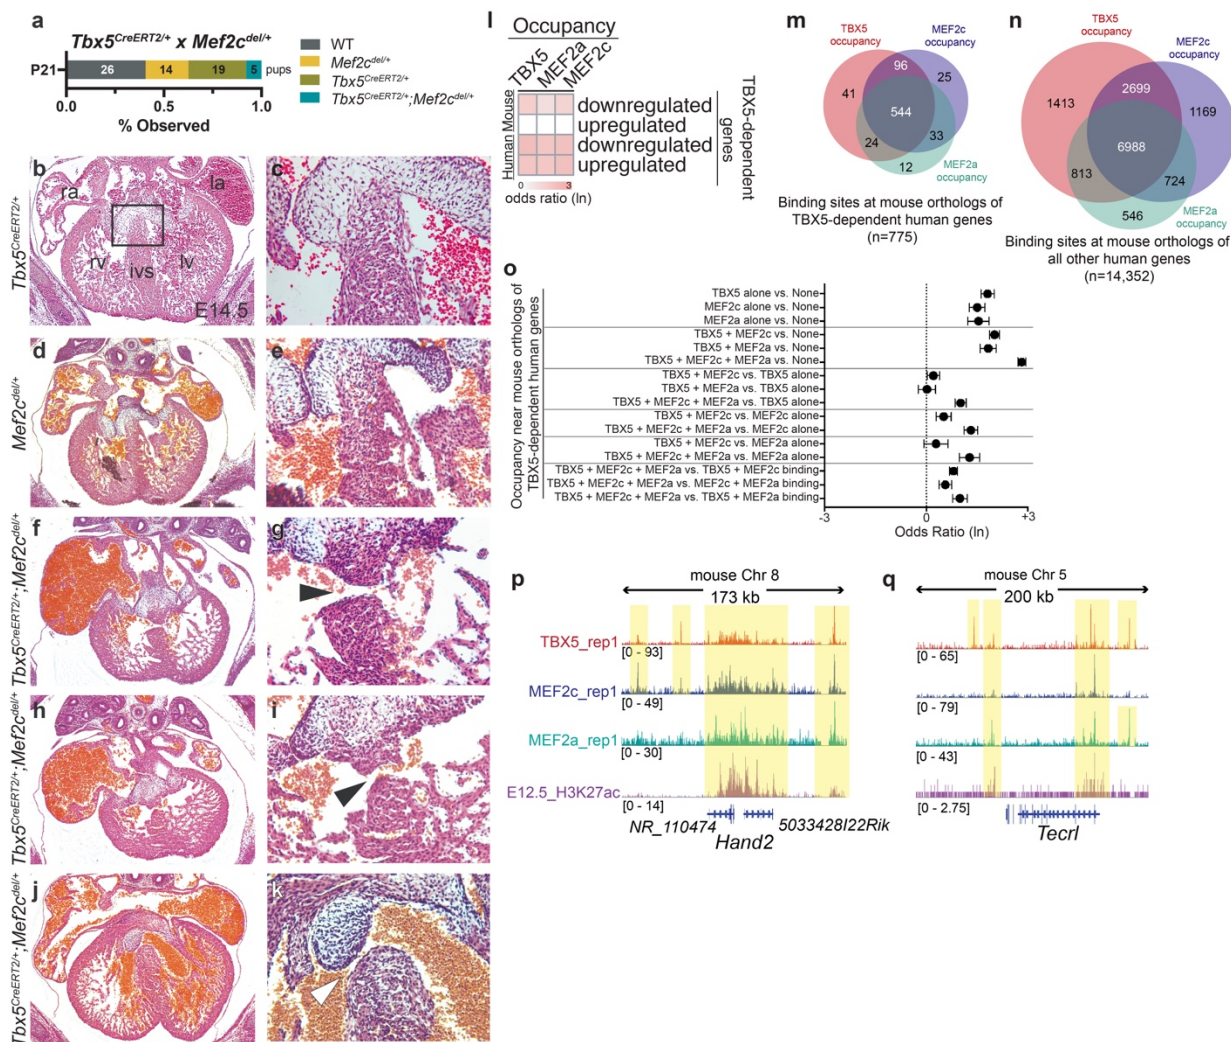 a
Tbx5CreERT2/+ x Mef2cdel/+
P21
26
14
19
5
pups
0.0
0.5
1.0
% Observed
WT
Mef2cdel/+
Tbx5CreERT2/+
Tbx5CreERT2/+;Mef2cdel/+
Tbx5CreERT2/+
b
ra
la
rv
ivs
lv
E14.5
c
Mef2cdel/+
d
e
Tbx5CreERT2/+;Mef2cdel/+
f
g
Tbx5CreERT2/+;Mef2cdel/+
h
i
Tbx5CreERT2/+;Mef2cdel/+
j
k
l
Occupancy
TBX5
MEF2a
MEF2c
Mouse
Human
downregulated
upregulated
downregulated
upregulated
TBX5-dependent
genes
0
3
odds ratio (ln)
m
TBX5
occupancy
MEF2c
occupancy
96
25
41
544
24
33
12
MEF2a
occupancy
Binding sites at mouse orthologs of
TBX5-dependent human genes
(n=775)
n
TBX5
occupancy
MEF2c
occupancy
2699
1413
1169
6988
813
724
546
MEF2a
occupancy
Binding sites at mouse orthologs of
all other human genes
(n=14,352)
o
Occupancy near mouse orthologs of
TBX5-dependent human genes
TBX5 alone vs. None
MEF2c alone vs. None
MEF2a alone vs. None
TBX5 + MEF2c vs. None
TBX5 + MEF2a vs. None
TBX5 + MEF2c + MEF2a vs. None
TBX5 + MEF2c vs. TBX5 alone
TBX5 + MEF2a vs. TBX5 alone
TBX5 + MEF2c + MEF2a vs. TBX5 alone
TBX5 + MEF2c vs. MEF2c alone
TBX5 + MEF2c + MEF2a vs. MEF2c alone
TBX5 + MEF2c vs. MEF2a alone
TBX5 + MEF2c + MEF2a vs. MEF2a alone
TBX5 + MEF2c + MEF2a vs. TBX5 + MEF2c binding
TBX5 + MEF2c + MEF2a vs. MEF2c + MEF2a binding
TBX5 + MEF2c + MEF2a vs. TBX5 + MEF2a binding
-3
0
+3
Odds Ratio (ln)
p
mouse Chr 8
173 kb
TBX5_rep1
[0 - 93]
MEF2c_rep1
[0 - 49]
MEF2a_rep1
[0 - 30]
E12.5_H3K27ac
[0 - 14]
NR_110474
Hand2
5033428I22Rik
q
mouse Chr 5
200 kb
[0 - 65]
[0 - 79]
[0 - 43]
[0 - 2.75]
Tecrl